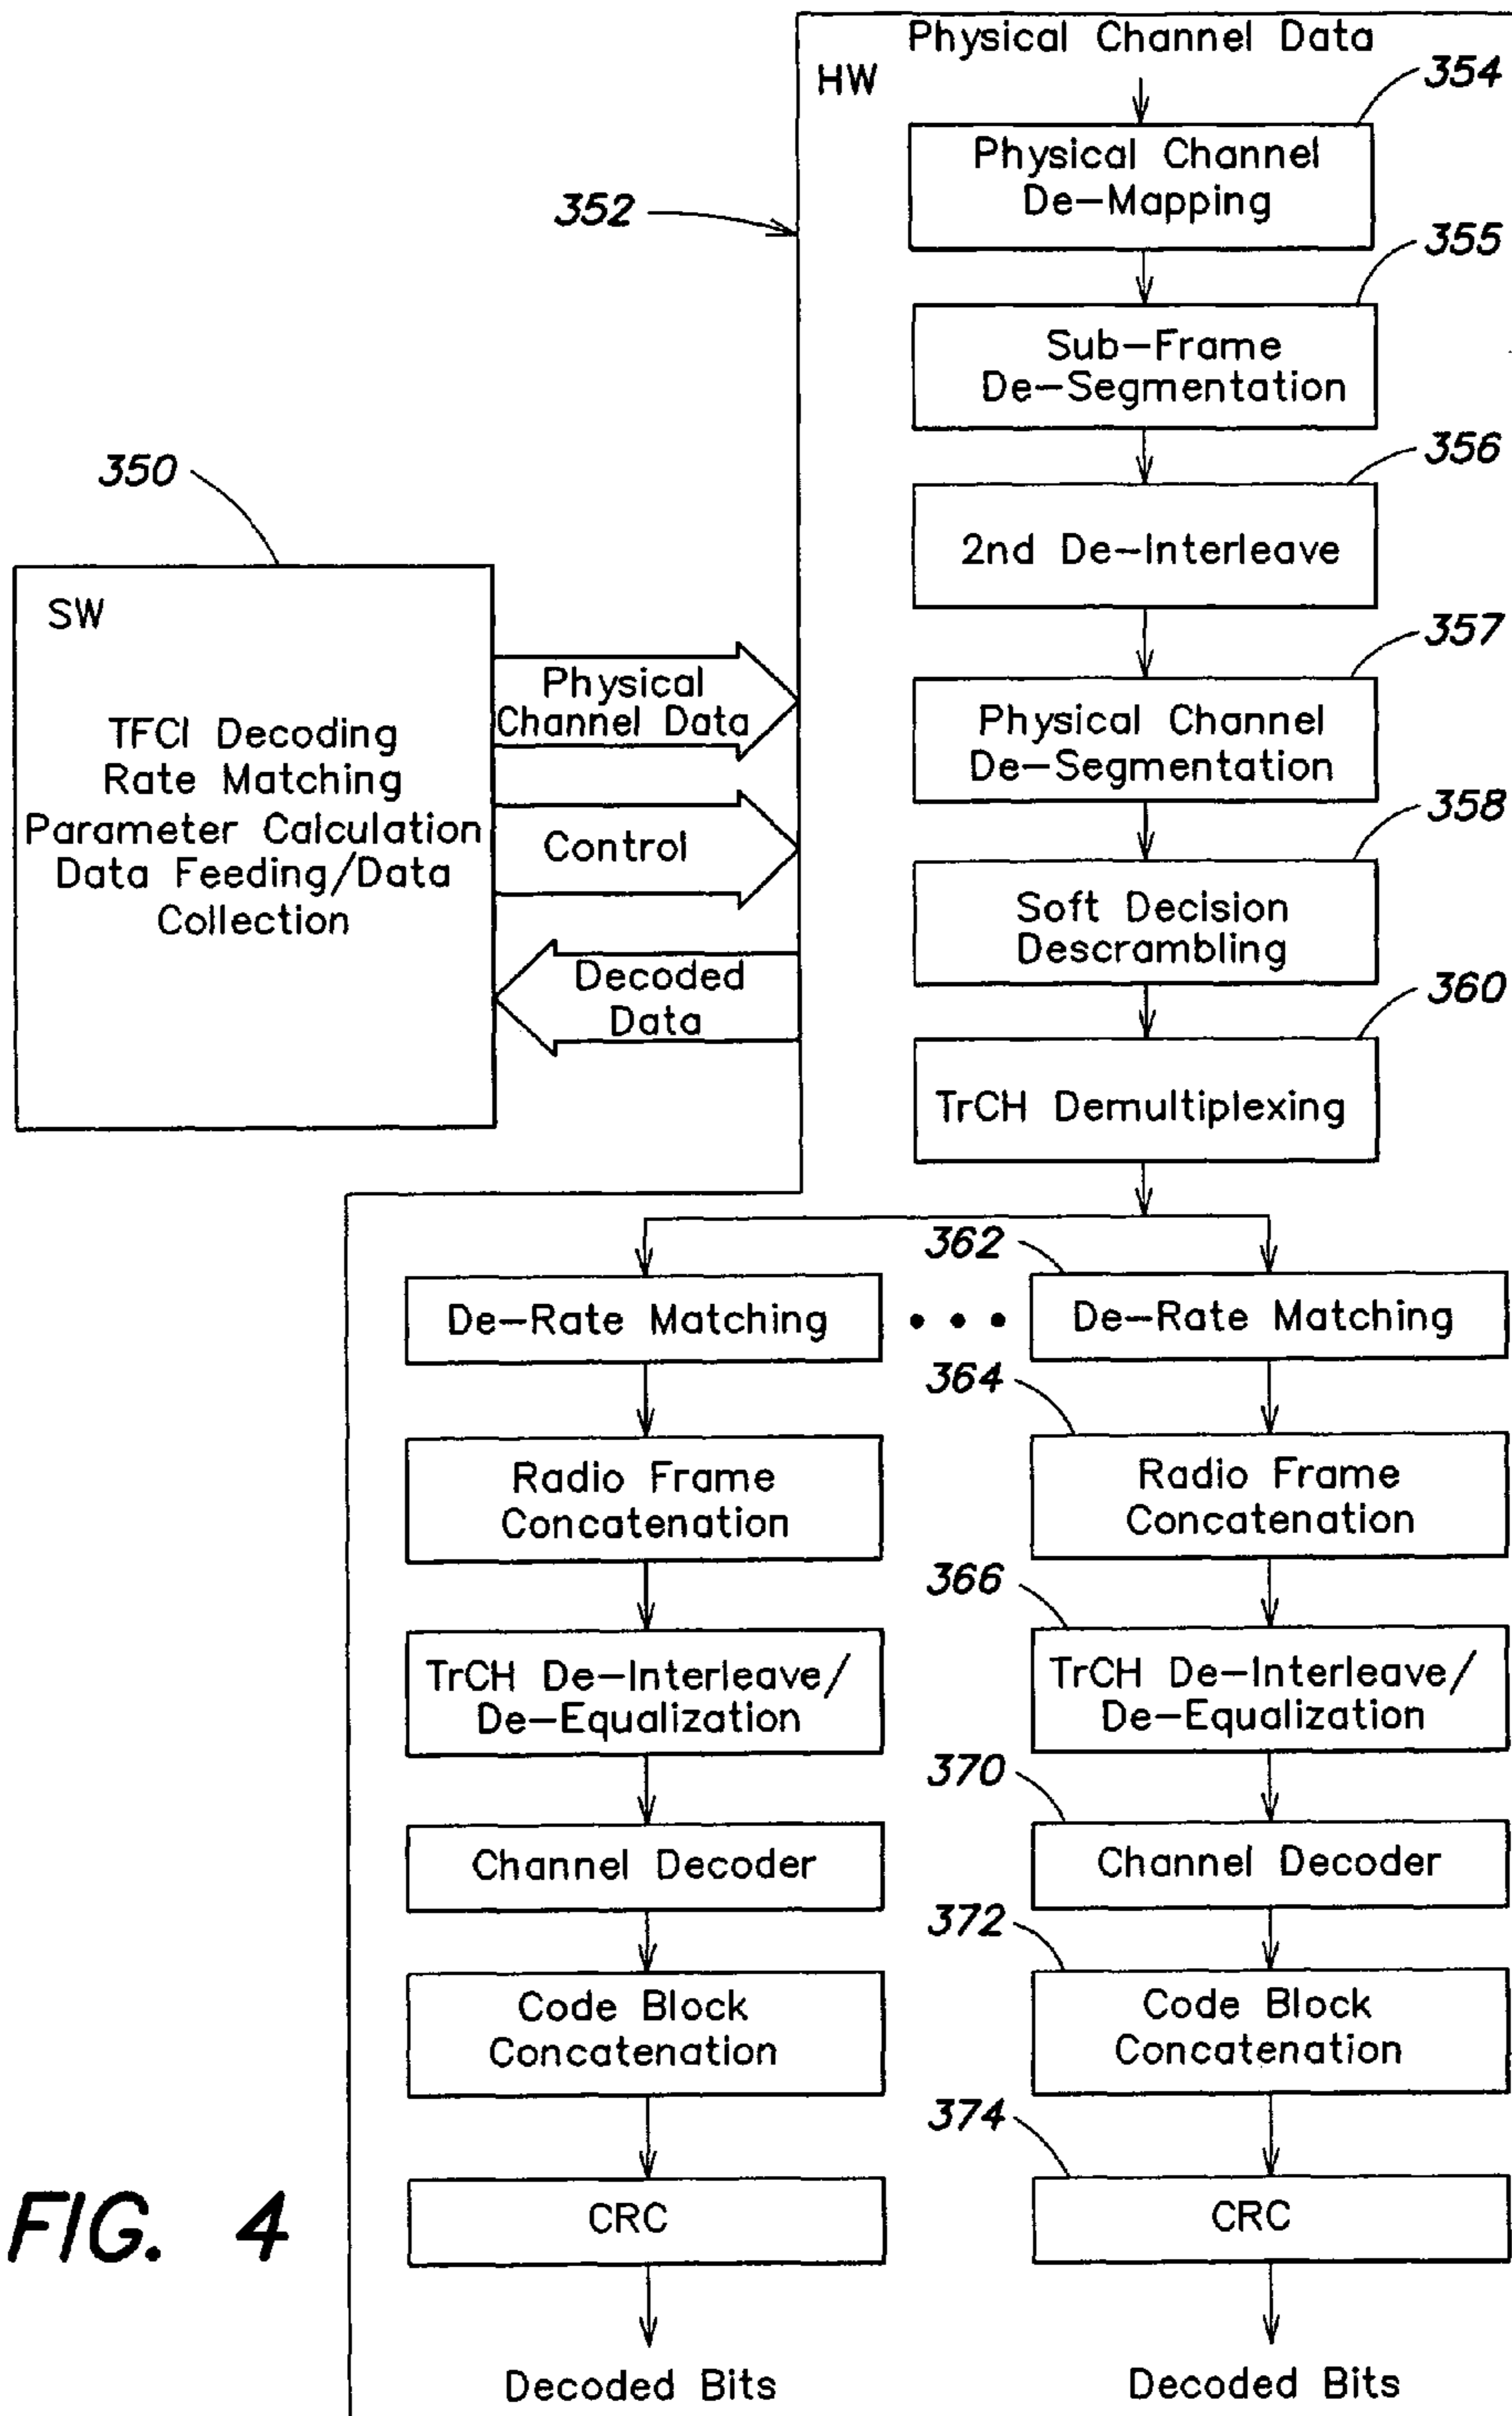 Physical Channel Data
HW
354
Physical Channel
De-Mapping
352
355
Sub-Frame
De-Segmentation
356
2nd De-Interleave
350
SW
TFCI Decoding
Rate Matching
Parameter Calculation
Data Feeding/Data
Collection
Physical
Channel Data
Control
Decoded
Data
357
Physical Channel
De-Segmentation
358
Soft Decision
Descrambling
360
TrCH Demultiplexing
362
De-Rate Matching
• • •
De-Rate Matching
364
Radio Frame
Concatenation
Radio Frame
Concatenation
366
TrCH De-Interleave/
De-Equalization
TrCH De-Interleave/
De-Equalization
370
Channel Decoder
Channel Decoder
372
Code Block
Concatenation
Code Block
Concatenation
374
CRC
CRC
FIG. 4
Decoded Bits
Decoded Bits